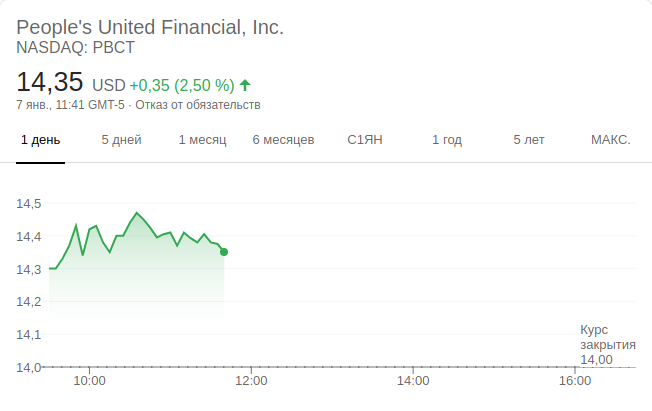 People's United Financial, Inc.
NASDAQ: PBCT
14,35 USD +0,35 (2,50 %)
7 янв., 11:41 GMT-5 · Отказ от обязательств
1 день 5 дней 1 месяц 6 месяцев С1ЯН 1 год 5 лет МАКС.
14,5
14,4
14,3
14,2
14,1
14,0
Курс
закрытия
14,00
10:00 12:00 14:00 16:00